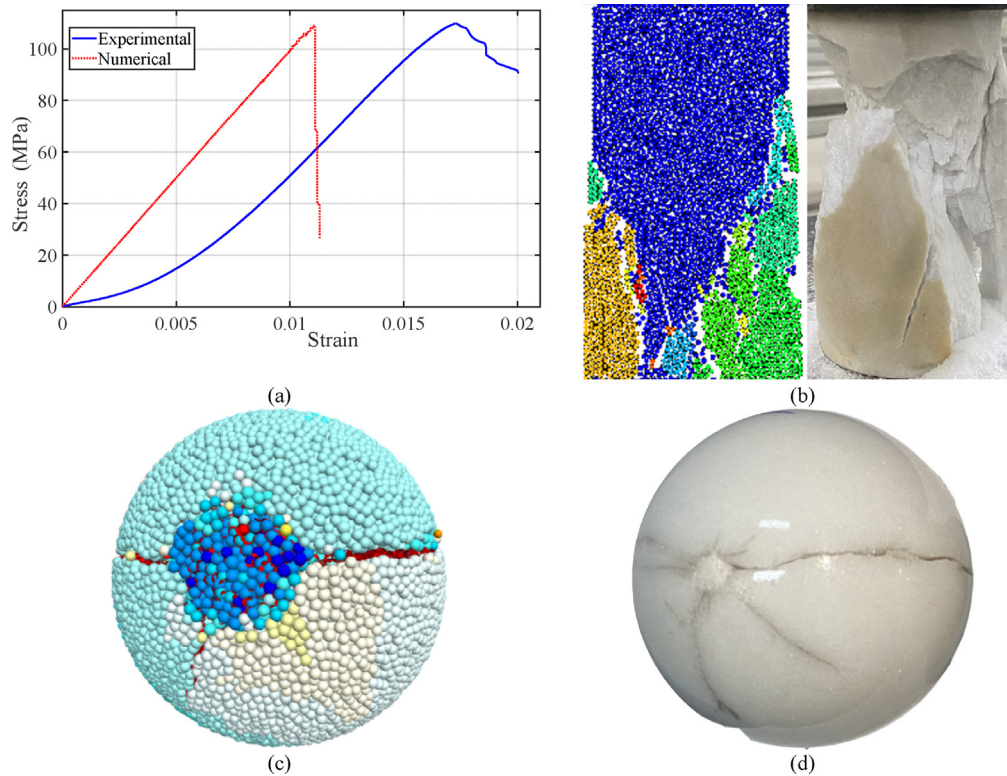 100
80
60
40
20
0
Stress (MPa)
Experimental
Numerical
0
0.005
0.01
0.015
0.02
Strain
(a)
(b)
(c)
(d)